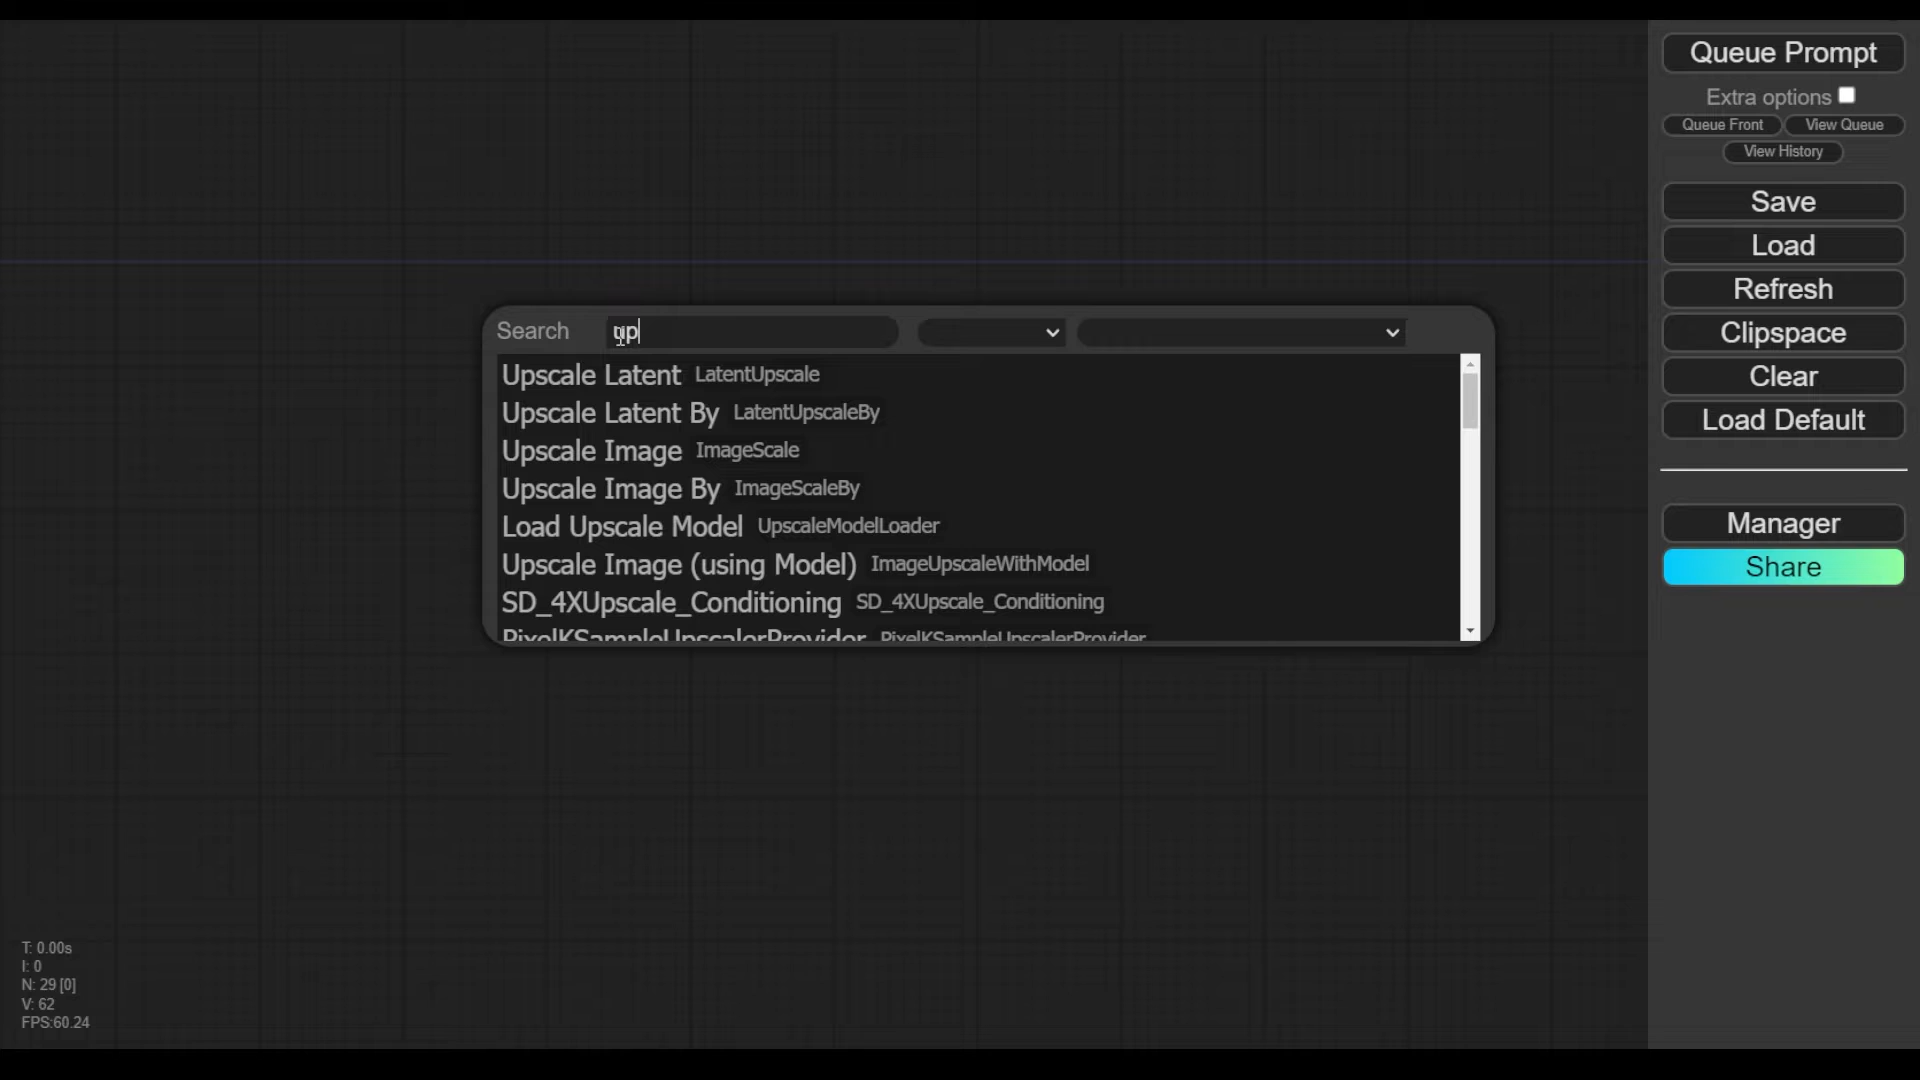 Queue Prompt
Extra options
Queue Front View Queue
View History
Save
Load
Refresh
Clipspace
Clear
Load Default
Manager
Share
Search up
Upscale Latent LatentUpscale
Upscale Latent By LatentUpscaleBy
Upscale Image ImageScale
Upscale Image By ImageScaleBy
Load Upscale Model UpscaleModelLoader
Upscale Image (using Model) ImageUpscaleWithModel
SD_4XUpscale_Conditioning SD_4XUpscale_Conditioning
PixelKSampleUpscalerProvider PixelKSampleUpscalerProvider
T: 0.00s
I: 0
N: 29 [0]
V: 62
FPS:60.24